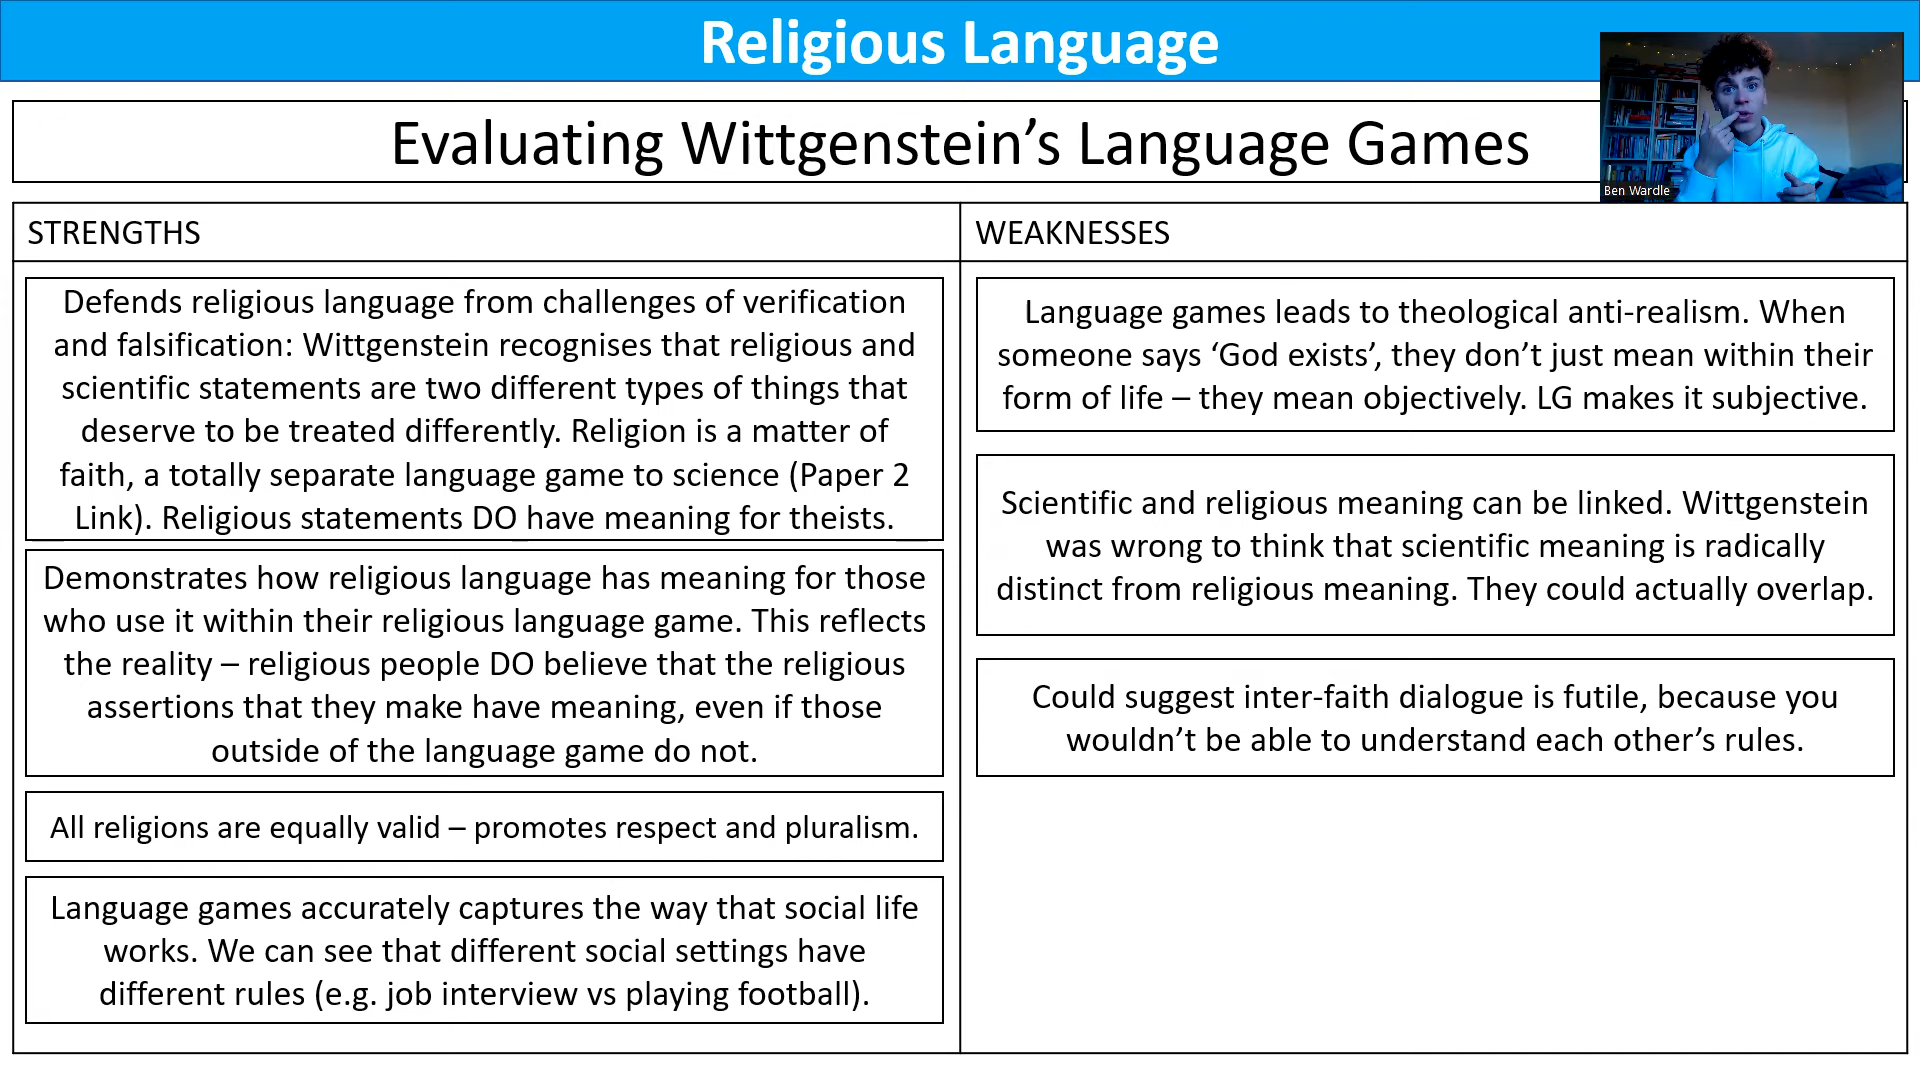 Religious Language
Evaluating Wittgenstein’s Language Games
Ben Wardle
STRENGTHS
Defends religious language from challenges of verification
and falsification: Wittgenstein recognises that religious and
scientific statements are two different types of things that
deserve to be treated differently. Religion is a matter of
faith, a totally separate language game to science (Paper 2
Link). Religious statements DO have meaning for theists.
Demonstrates how religious language has meaning for those
who use it within their religious language game. This reflects
the reality – religious people DO believe that the religious
assertions that they make have meaning, even if those
outside of the language game do not.
All religions are equally valid – promotes respect and pluralism.
Language games accurately captures the way that social life
works. We can see that different social settings have
different rules (e.g. job interview vs playing football).
WEAKNESSES
Language games leads to theological anti-realism. When
someone says ‘God exists’, they don’t just mean within their
form of life – they mean objectively. LG makes it subjective.
Scientific and religious meaning can be linked. Wittgenstein
was wrong to think that scientific meaning is radically
distinct from religious meaning. They could actually overlap.
Could suggest inter-faith dialogue is futile, because you
wouldn’t be able to understand each other’s rules.